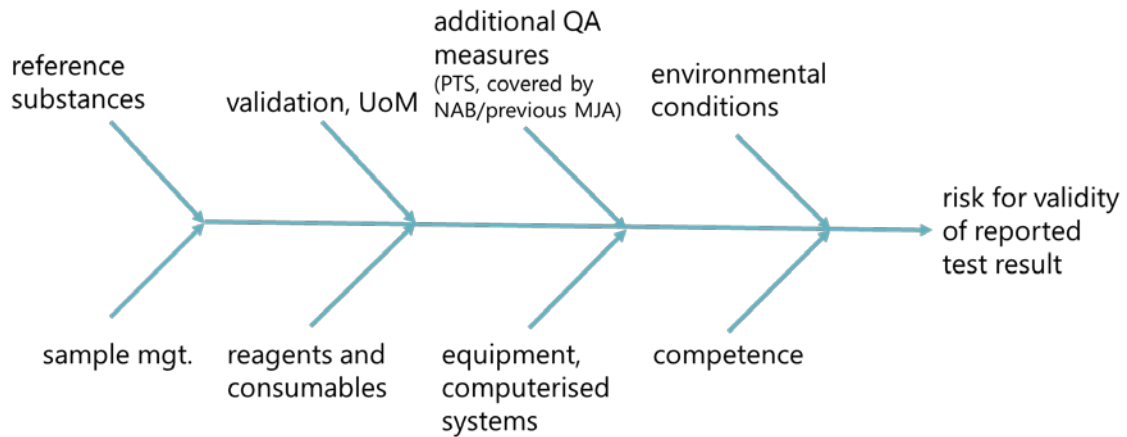 reference
substances
validation, UoM
additional QA
measures
(PTS, covered by
NAB/previous MJA)
environmental
conditions
risk for validity
of reported
test result
sample mgt.
reagents and
consumables
equipment,
computerised
systems
competence